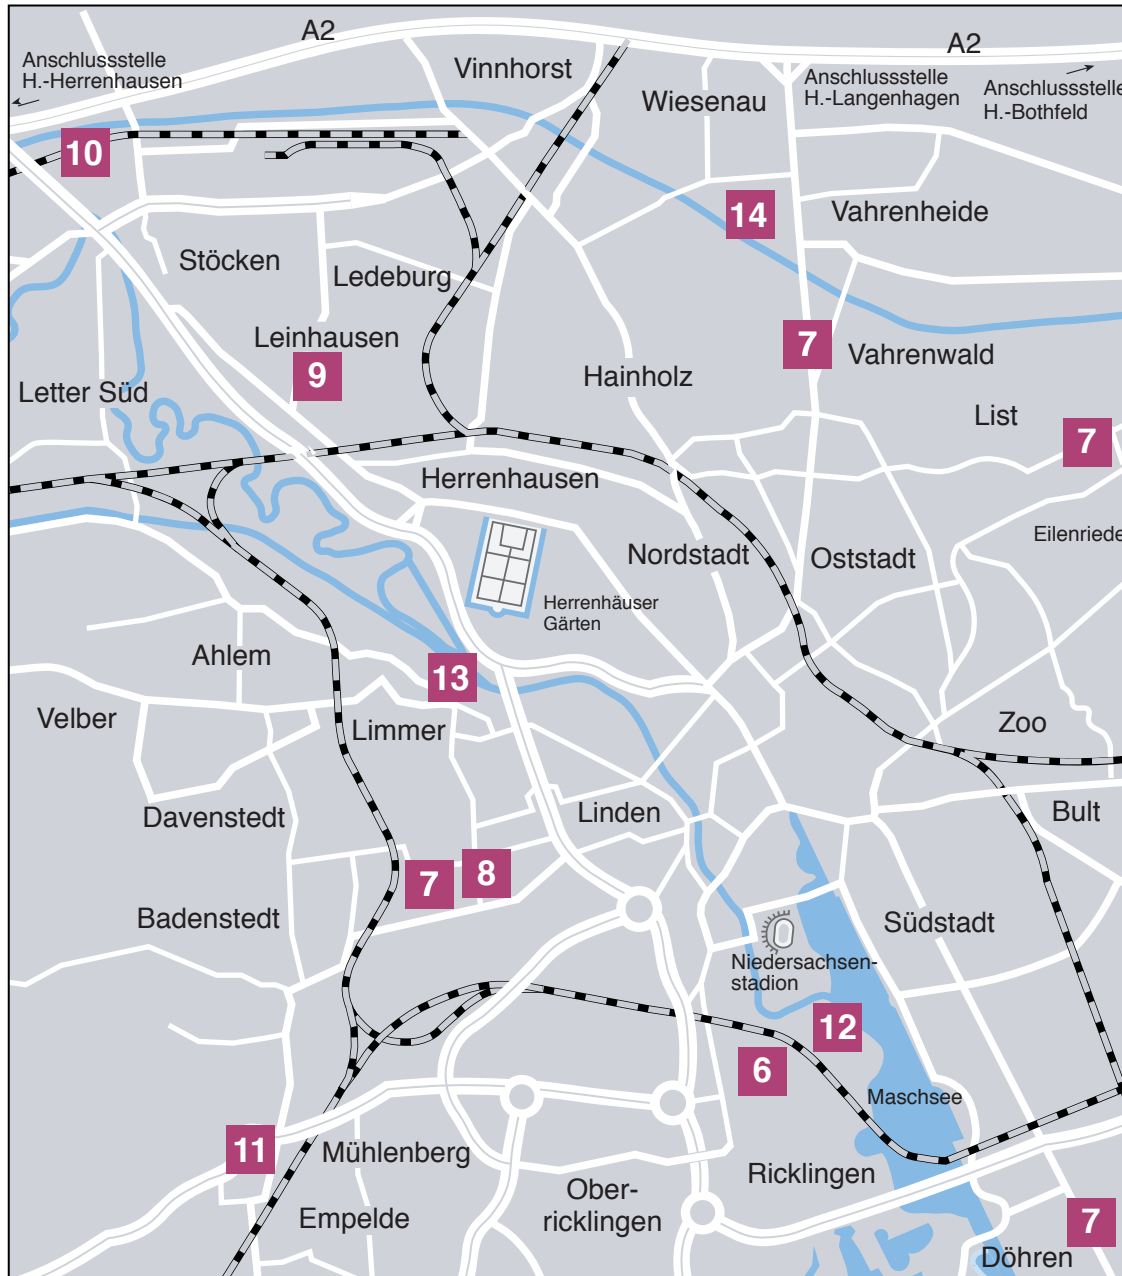 A2
A2
Anschlussstelle
H.-Herrenhausen
Vinnhorst
Anschlussstelle
H.-Langenhagen
Anschlussstelle
H.-Bothfeld
Wiesenau
10
14
Vahrenheide
Stöcken
Ledeburg
Leinhausen
7
Vahrenwald
9
Hainholz
Letter Süd
List
7
Herrenhausen
Eilenriede
Nordstadt
Oststadt
Herrenhäuser
Gärten
Ahlem
13
Velber
Limmer
Zoo
Davenstedt
Linden
Bult
7
8
Badenstedt
Südstadt
Niedersachsen-
stadion
12
6
Maschsee
11
Mühlenberg
Ricklingen
Ober-
ricklingen
Empelde
7
Döhren